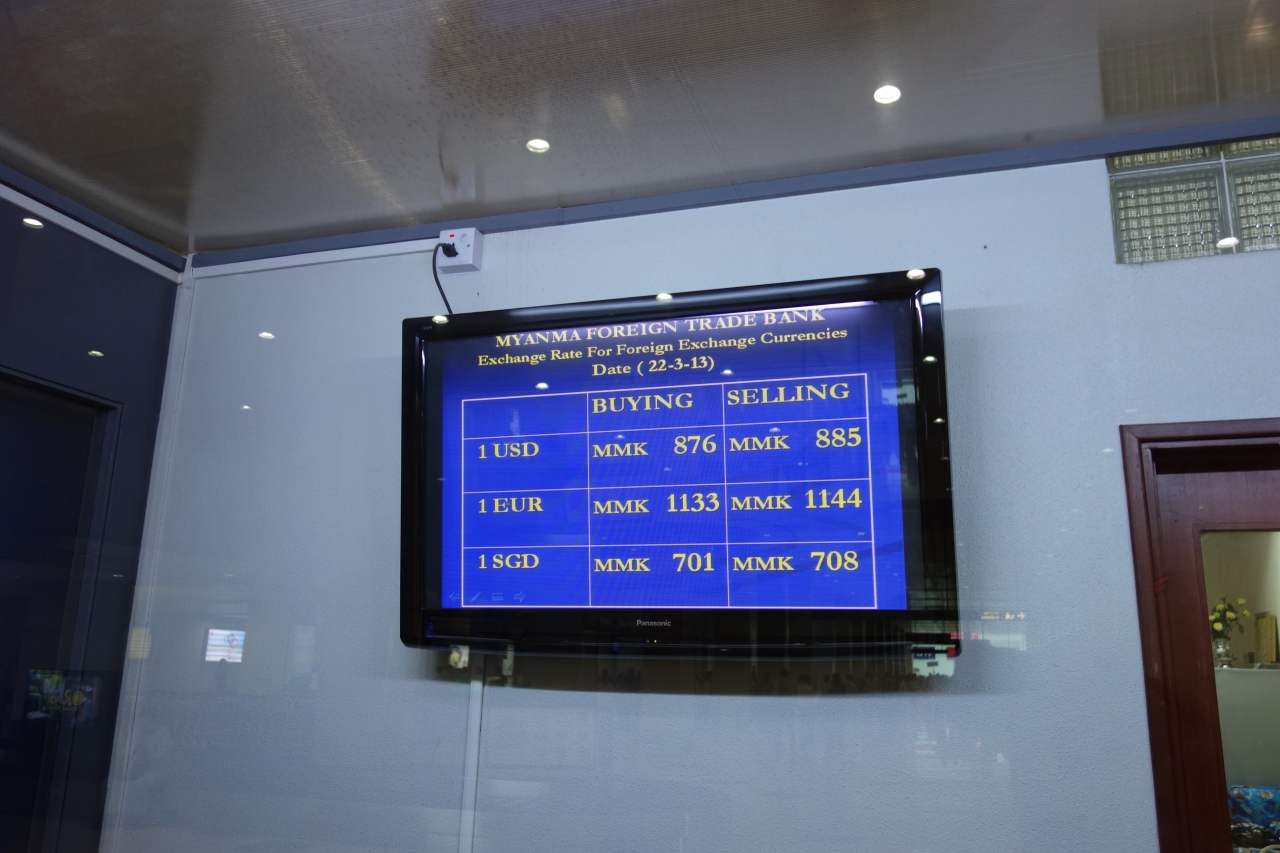 MYANMA FOREIGN TRADE BANK
Exchange Rate For Foreign Exchange Currencies
Date ( 22-3-13)
BUYING SELLING
1 USD MMK 876 MMK 885
1 EUR MMK 1133 MMK 1144
1 SGD MMK 701 MMK 708
Panasonic